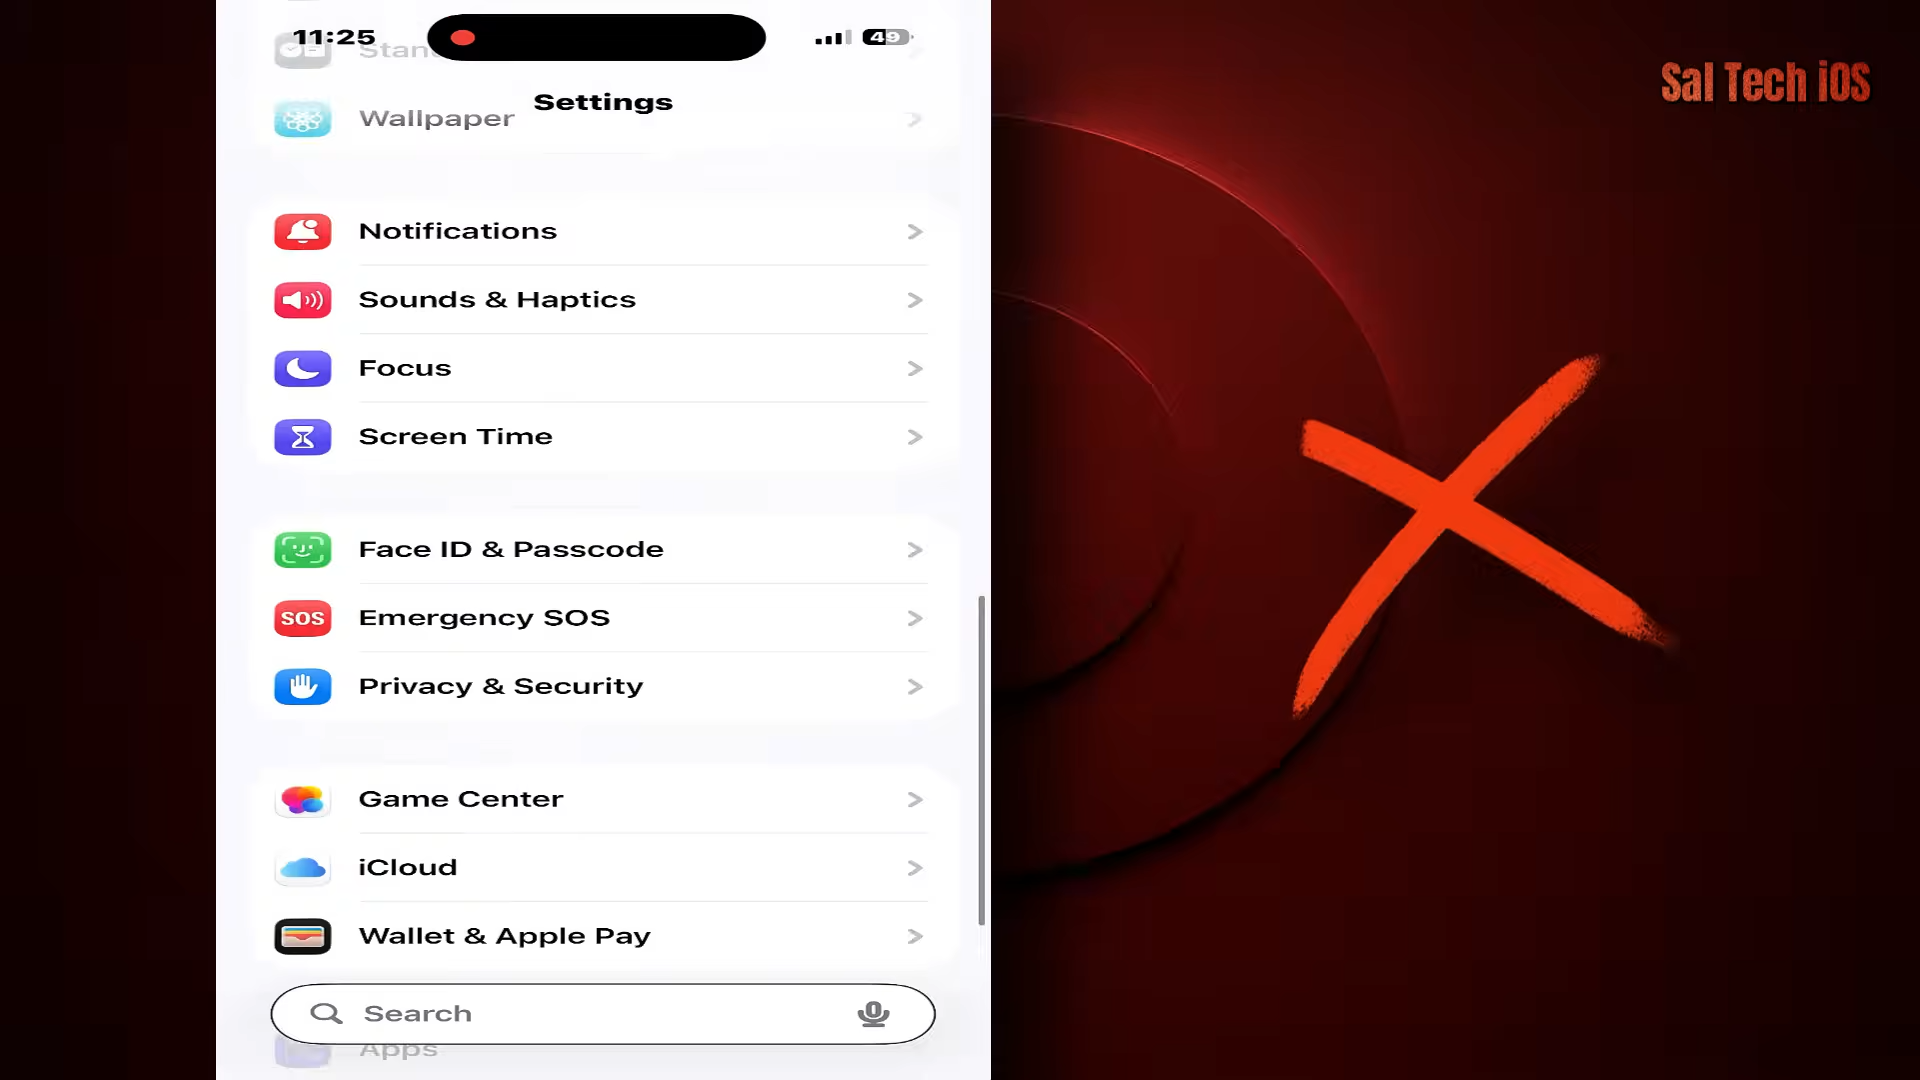 11:25
49
Stan
Settings
Wallpaper
Notifications
Sounds & Haptics
Focus
Screen Time
Face ID & Passcode
SOS
Emergency SOS
Privacy & Security
Game Center
iCloud
Wallet & Apple Pay
Search
Apps
Sal Tech iOS